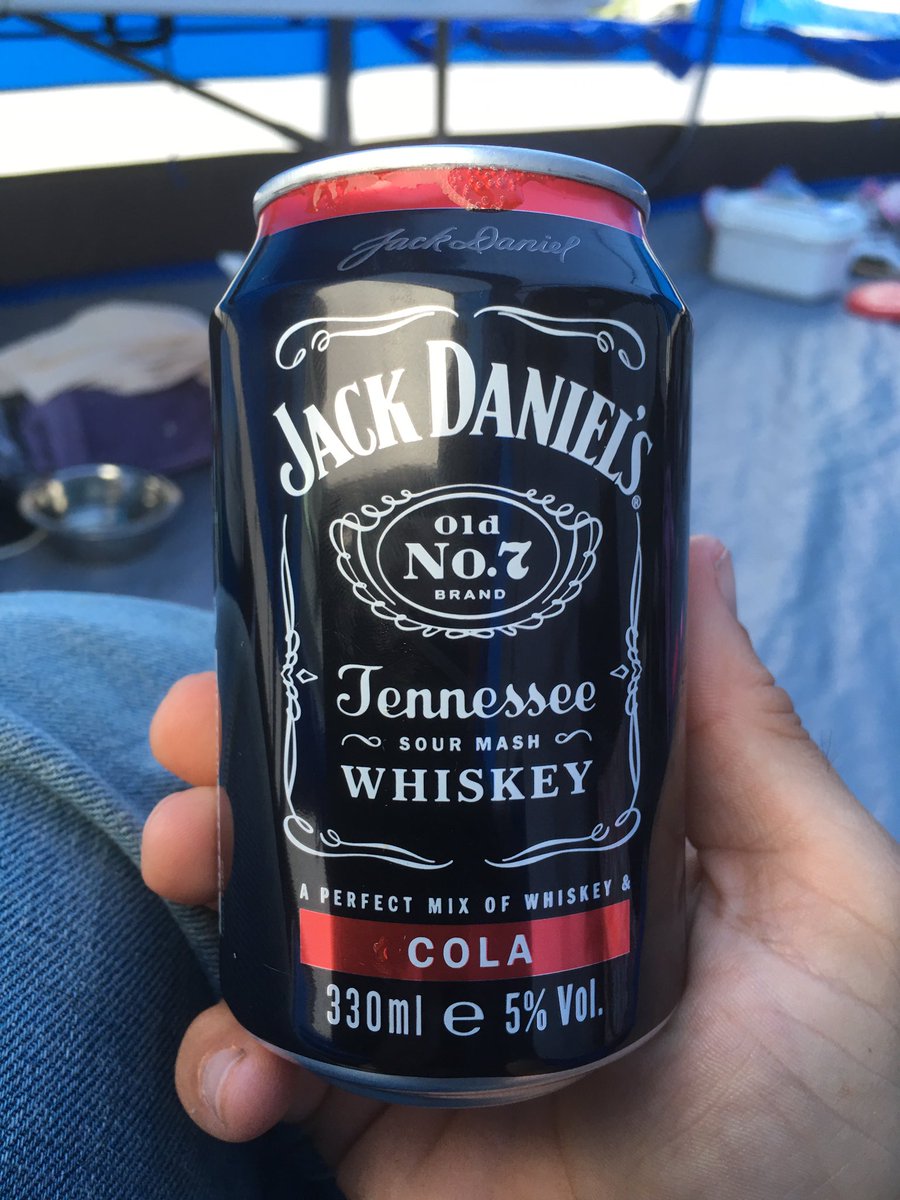 Jack Daniel
JACK DANIEL'S®
Old
No.7
BRAND
Tennessee
SOUR MASH
WHISKEY
A PERFECT MIX OF WHISKEY &
COLA
330ml e 5% Vol.